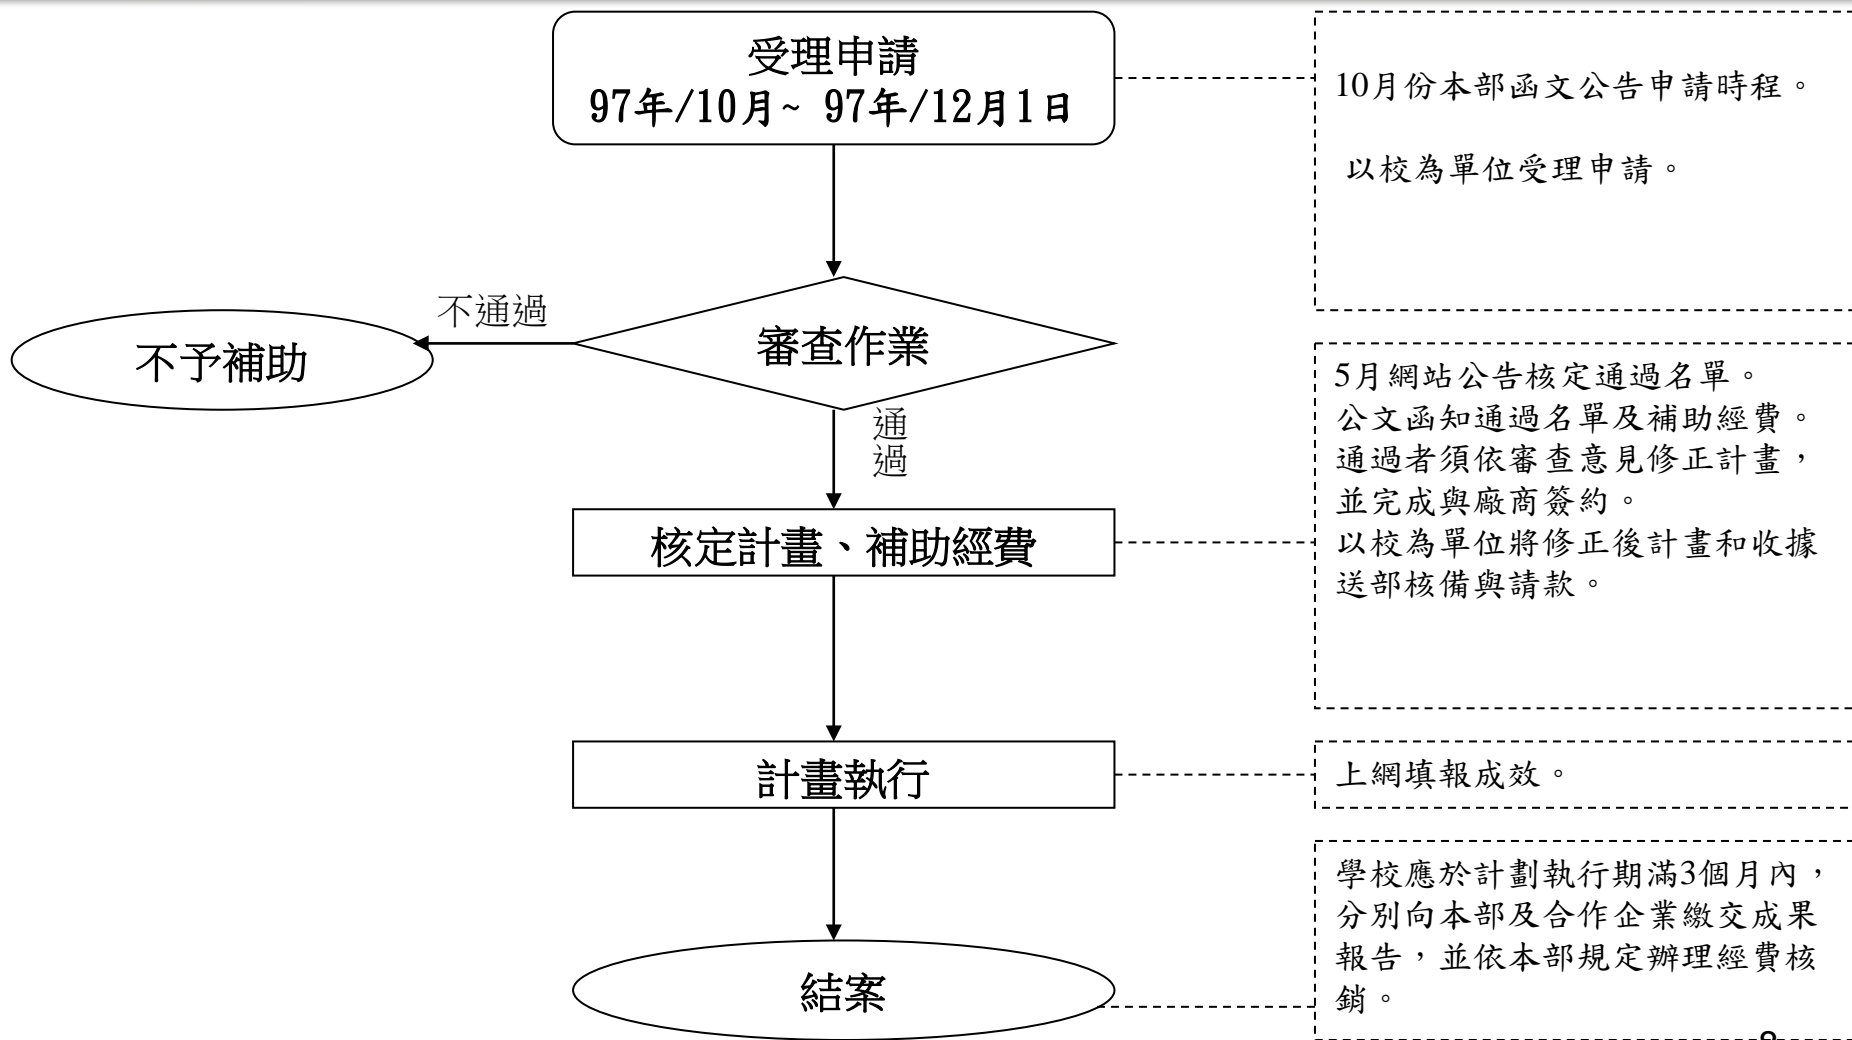 受理申請
97年/10月~ 97年/12月1日
10月份本部函文公告申請時程。
以校為單位受理申請。
不通過
不予補助
審查作業
通過
5月網站公告核定通過名單。
公文函知通過名單及補助經費。
通過者須依審查意見修正計畫，
並完成與廠商簽約。
以校為單位將修正後計畫和收據
送部核備與請款。
核定計畫、補助經費
計畫執行
上網填報成效。
學校應於計劃執行期滿3個月內，
分別向本部及合作企業繳交成果
報告，並依本部規定辦理經費核
銷。
結案